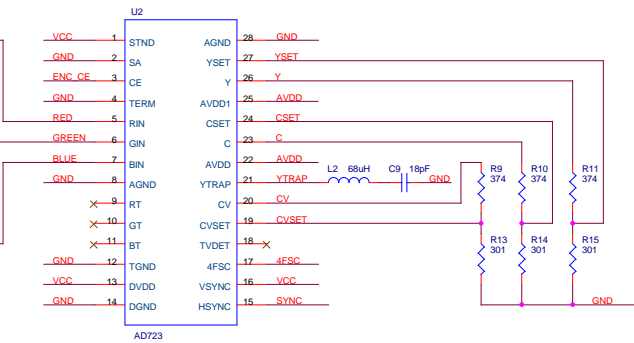 U2
VCC 1 STND AGND 28 GND
GND 2 SA YSET 27 YSET
ENC_CE 3 CE Y 26 Y
GND 4 TERM AVDD1 25 AVDD
RED 5 RIN CSET 24 CSET
GREEN 6 GIN C 23 C
BLUE 7 BIN AVDD 22 AVDD
GND 8 AGND YTRAP 21 YTRAP L2 68uH C9 18pF GND
R9 374 R10 374 R11 374
9 RT CV 20 CV
10 GT CVSET 19 CVSET
11 BT TVDET 18
R13 301 R14 301 R15 301
GND 12 TGND 4FSC 17 4FSC
VCC 13 DVDD VSYNC 16 VCC
GND 14 DGND HSYNC 15 SYNC
GND
AD723